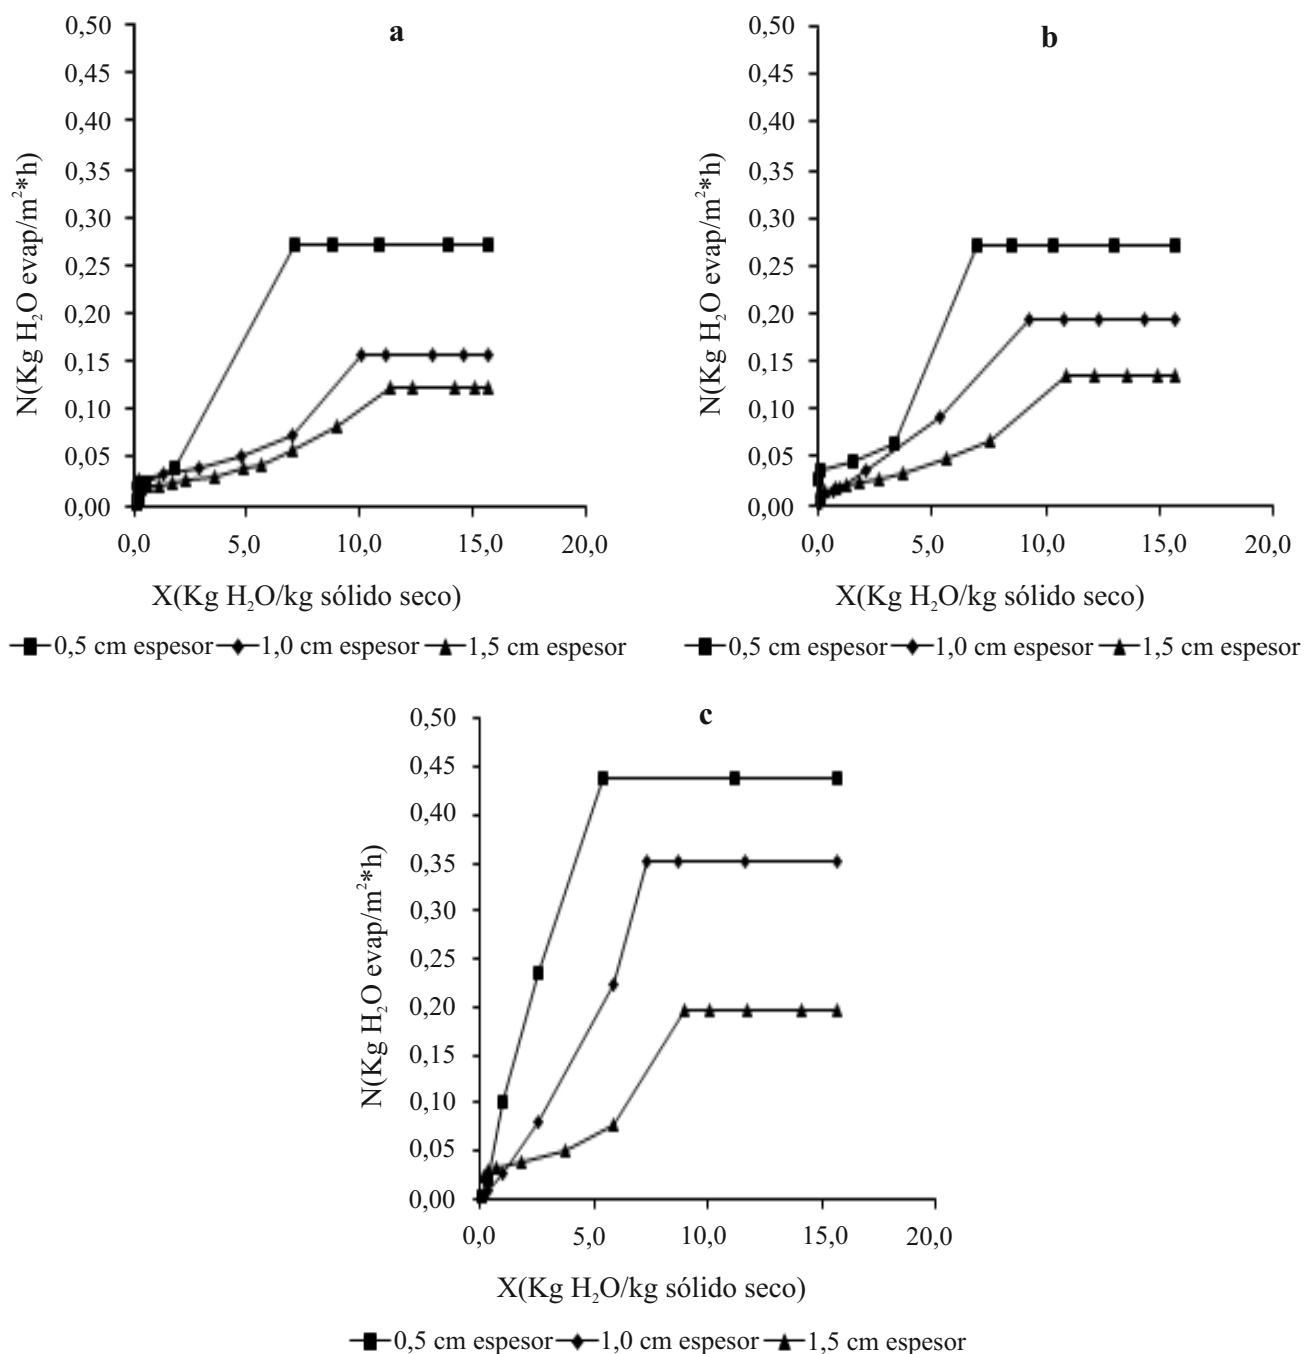 a
0,50
0,45
0,40
0,35
0,30
0,25
0,20
0,15
0,10
0,05
0,00
N(Kg H₂O evap/m²*h)
0,0 5,0 10,0 15,0 20,0
X(Kg H₂O/kg sólido seco)
0,5 cm espesor 1,0 cm espesor 1,5 cm espesor
b
0,50
0,45
0,40
0,35
0,30
0,25
0,20
0,15
0,10
0,05
0,00
N(Kg H₂O evap/m²*h)
0,0 5,0 10,0 15,0 20,0
X(Kg H₂O/kg sólido seco)
0,5 cm espesor 1,0 cm espesor 1,5 cm espesor
c
0,50
0,45
0,40
0,35
0,30
0,25
0,20
0,15
0,10
0,05
0,00
N(Kg H₂O evap/m²*h)
0,0 5,0 10,0 15,0 20,0
X(Kg H₂O/kg sólido seco)
0,5 cm espesor 1,0 cm espesor 1,5 cm espesor